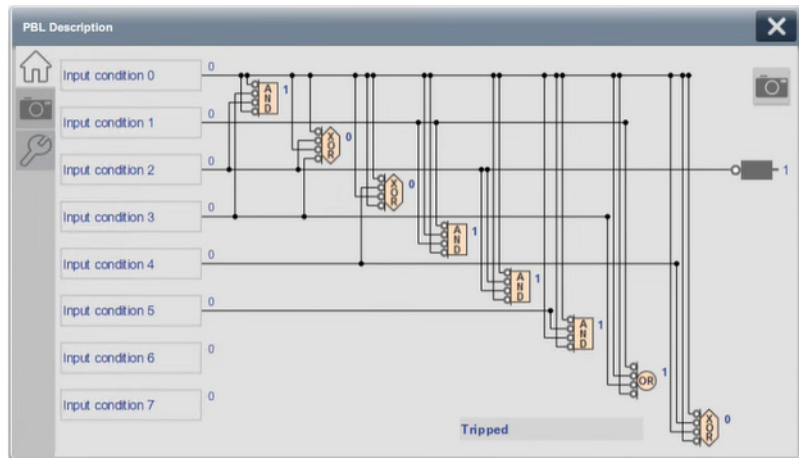 PBL Description
Input condition 0
0
AND
1
Input condition 1
0
XOR
0
Input condition 2
0
1
XOR
0
Input condition 3
0
AND
1
Input condition 4
0
AND
1
Input condition 5
0
AND
1
Input condition 6
0
OR
1
Input condition 7
0
XOR
0
Tripped